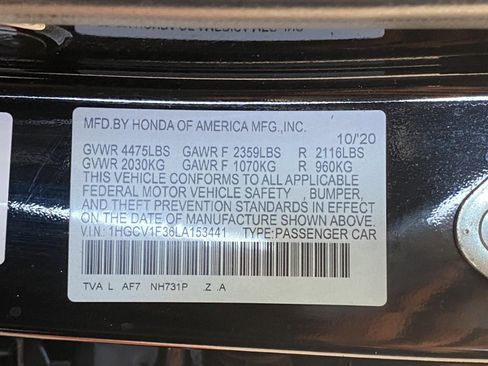 MFD.BY HONDA OF AMERICA MFG.,INC.
10/'20
GVWR 4475LBS GAWR F 2359LBS R 2116LBS
GVWR 2030KG GAWR F 1070KG R 960KG
THIS VEHICLE CONFORMS TO ALL APPLICABLE
FEDERAL MOTOR VEHICLE SAFETY , BUMPER,
AND THEFT PREVENTION STANDARDS IN EFFECT
ON THE DATE OF MANUFACTURE SHOWN ABOVE.
V.I.N: 1HGCV1F36LA153441 TYPE:PASSENGER CAR
TVA L AF7 NH731P .Z .A